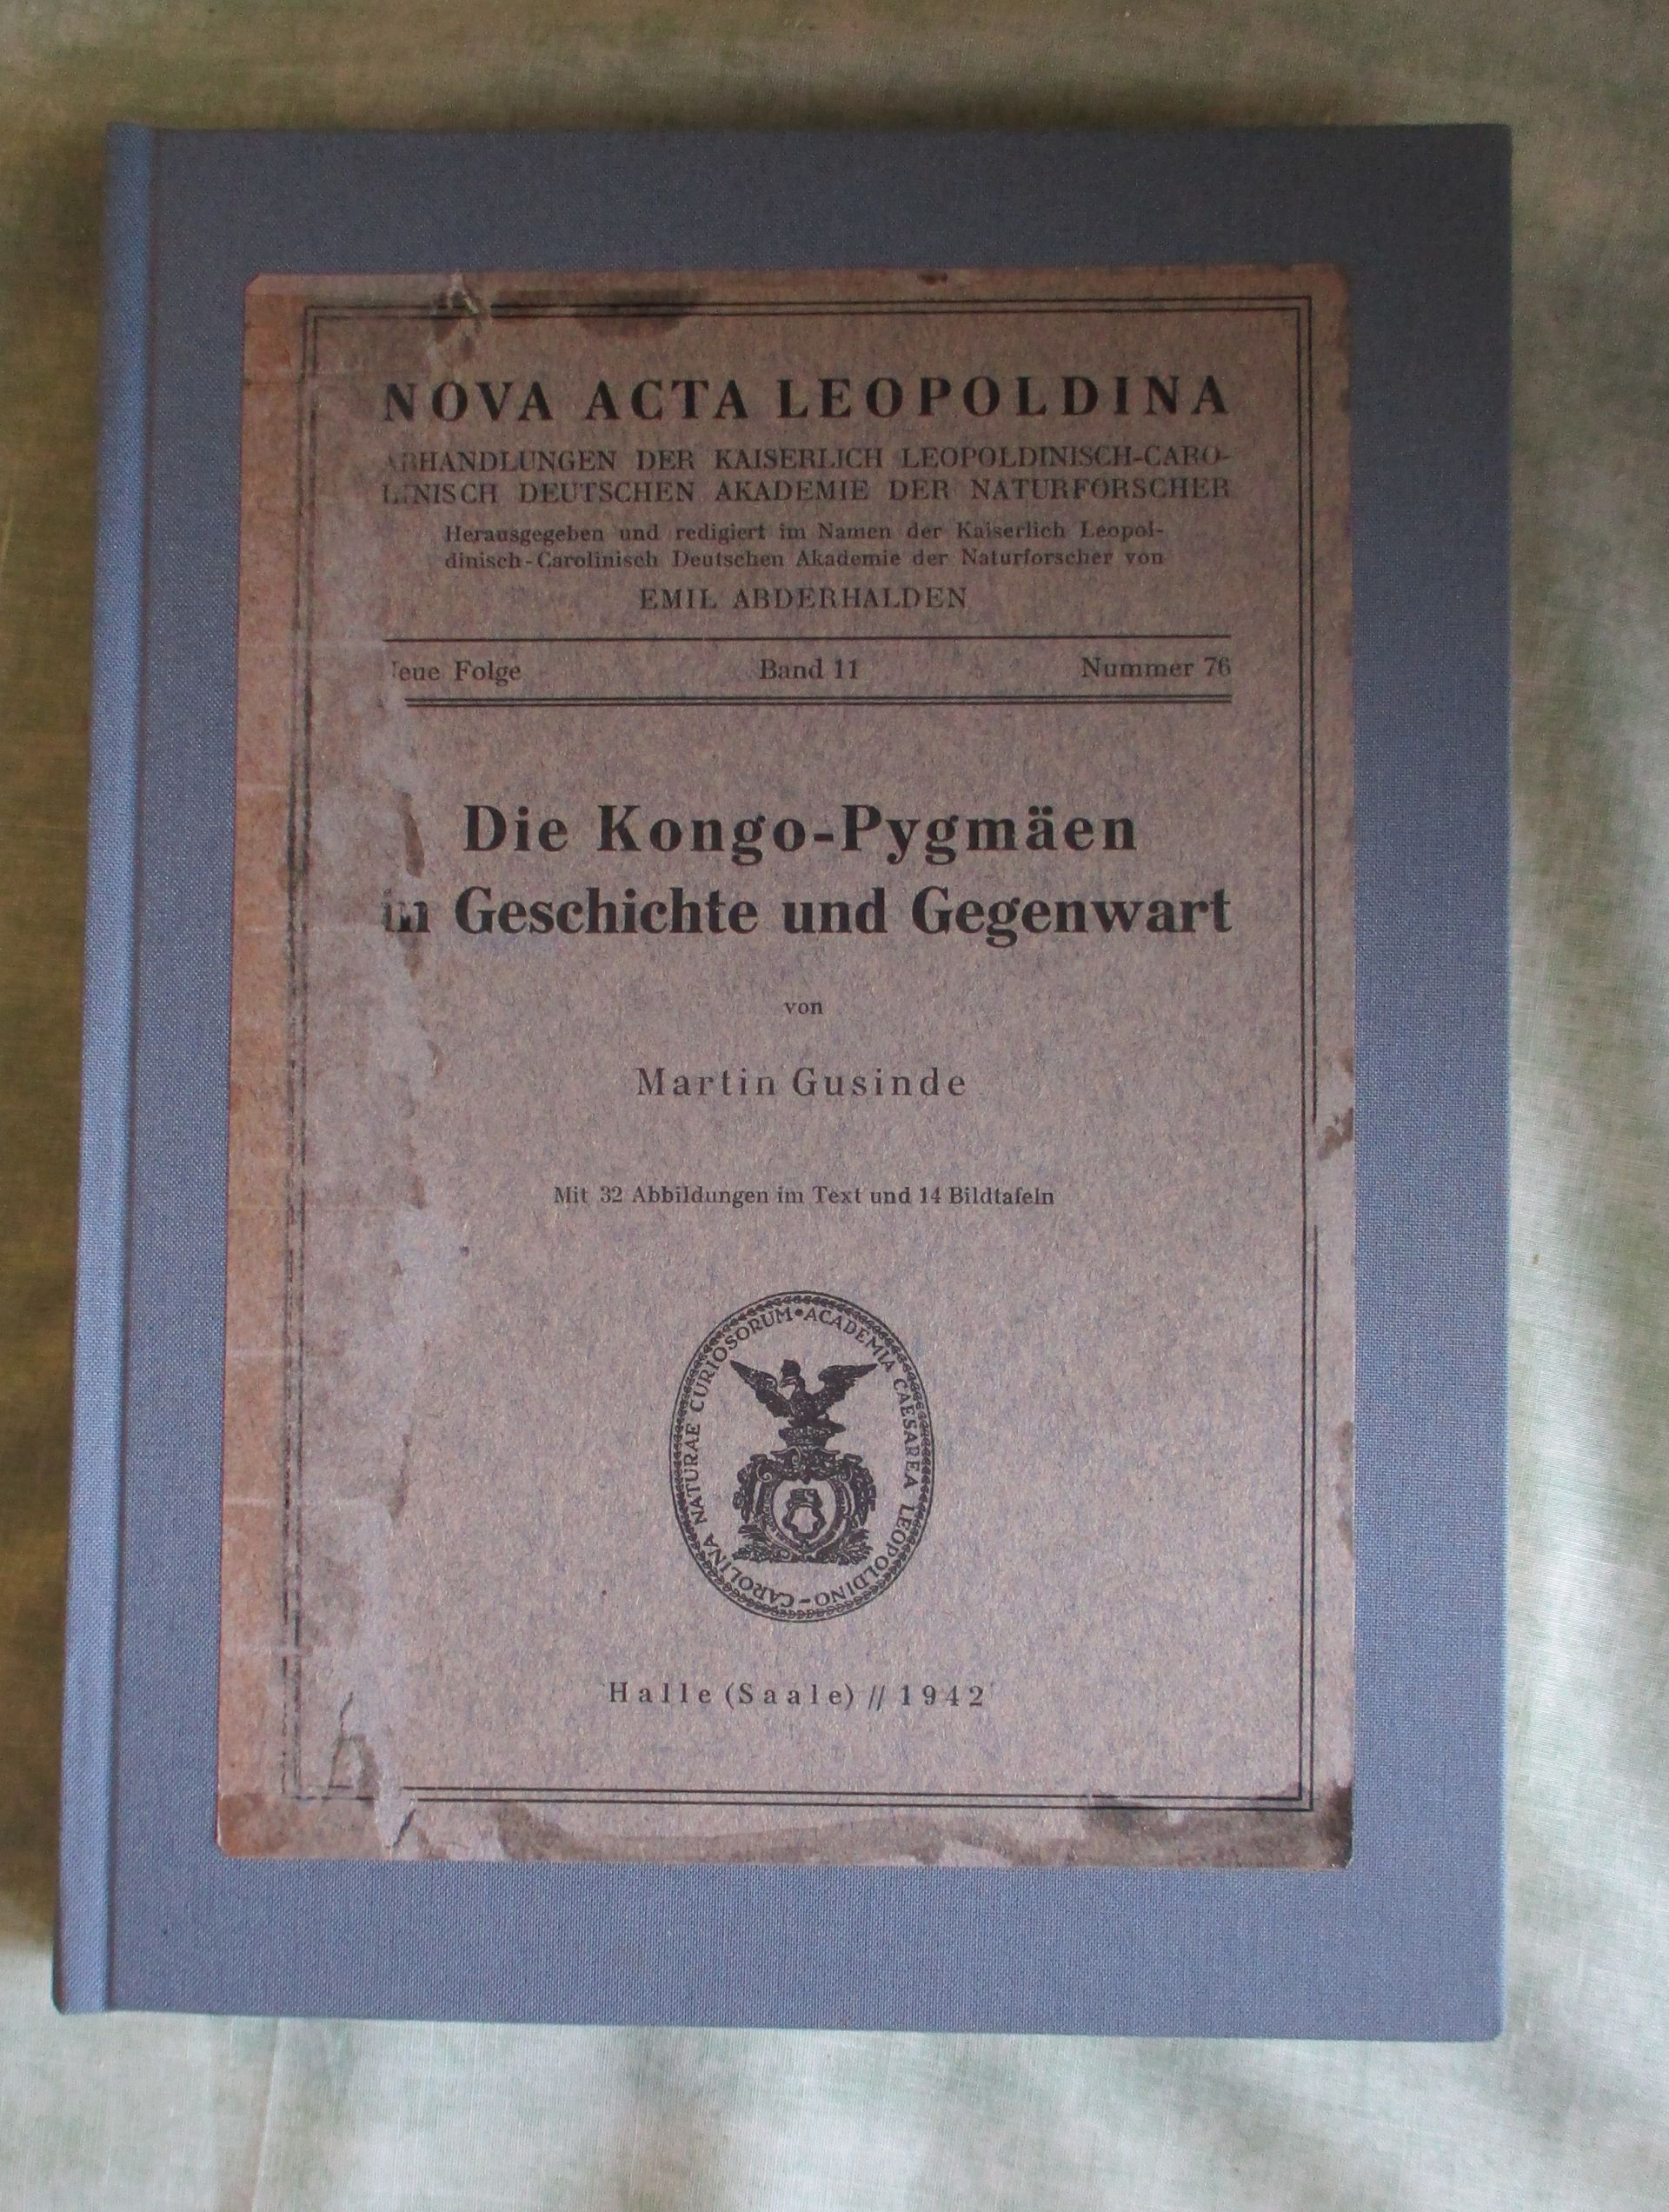 NOVA ACTA LEOPOLDINA
ABHANDLUNGEN DER KAISERLICH LEOPOLDINISCH-CARO-
LINISCH DEUTSCHEN AKADEMIE DER NATURFORSCHER
Herausgegeben und redigiert im Namen der Kaiserlich Leopol-
dinisch-Carolinisch Deutschen Akademie der Naturforscher von
EMIL ABDERHALDEN
Neue Folge Band 11 Nummer 76
Die Kongo-Pygmäen
in Geschichte und Gegenwart
von
Martin Gusinde
Mit 32 Abbildungen im Text und 14 Bildtafeln
ACADEMIA CAESAREA LEOPOLDINO-CAROLINA NATURAE CURIOSORUM
Halle (Saale) // 1942